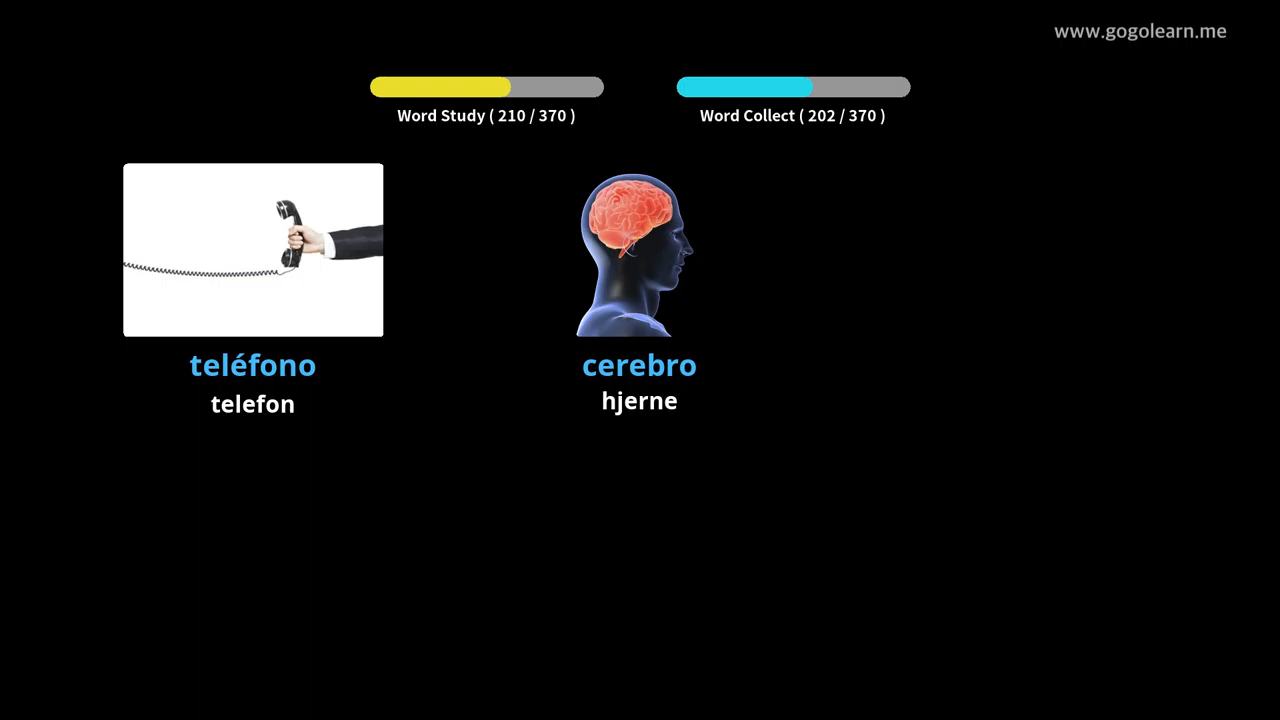 www.gogolearn.me
Word Study ( 210 / 370 )
Word Collect ( 202 / 370 )
teléfono
telefon
cerebro
hjerne